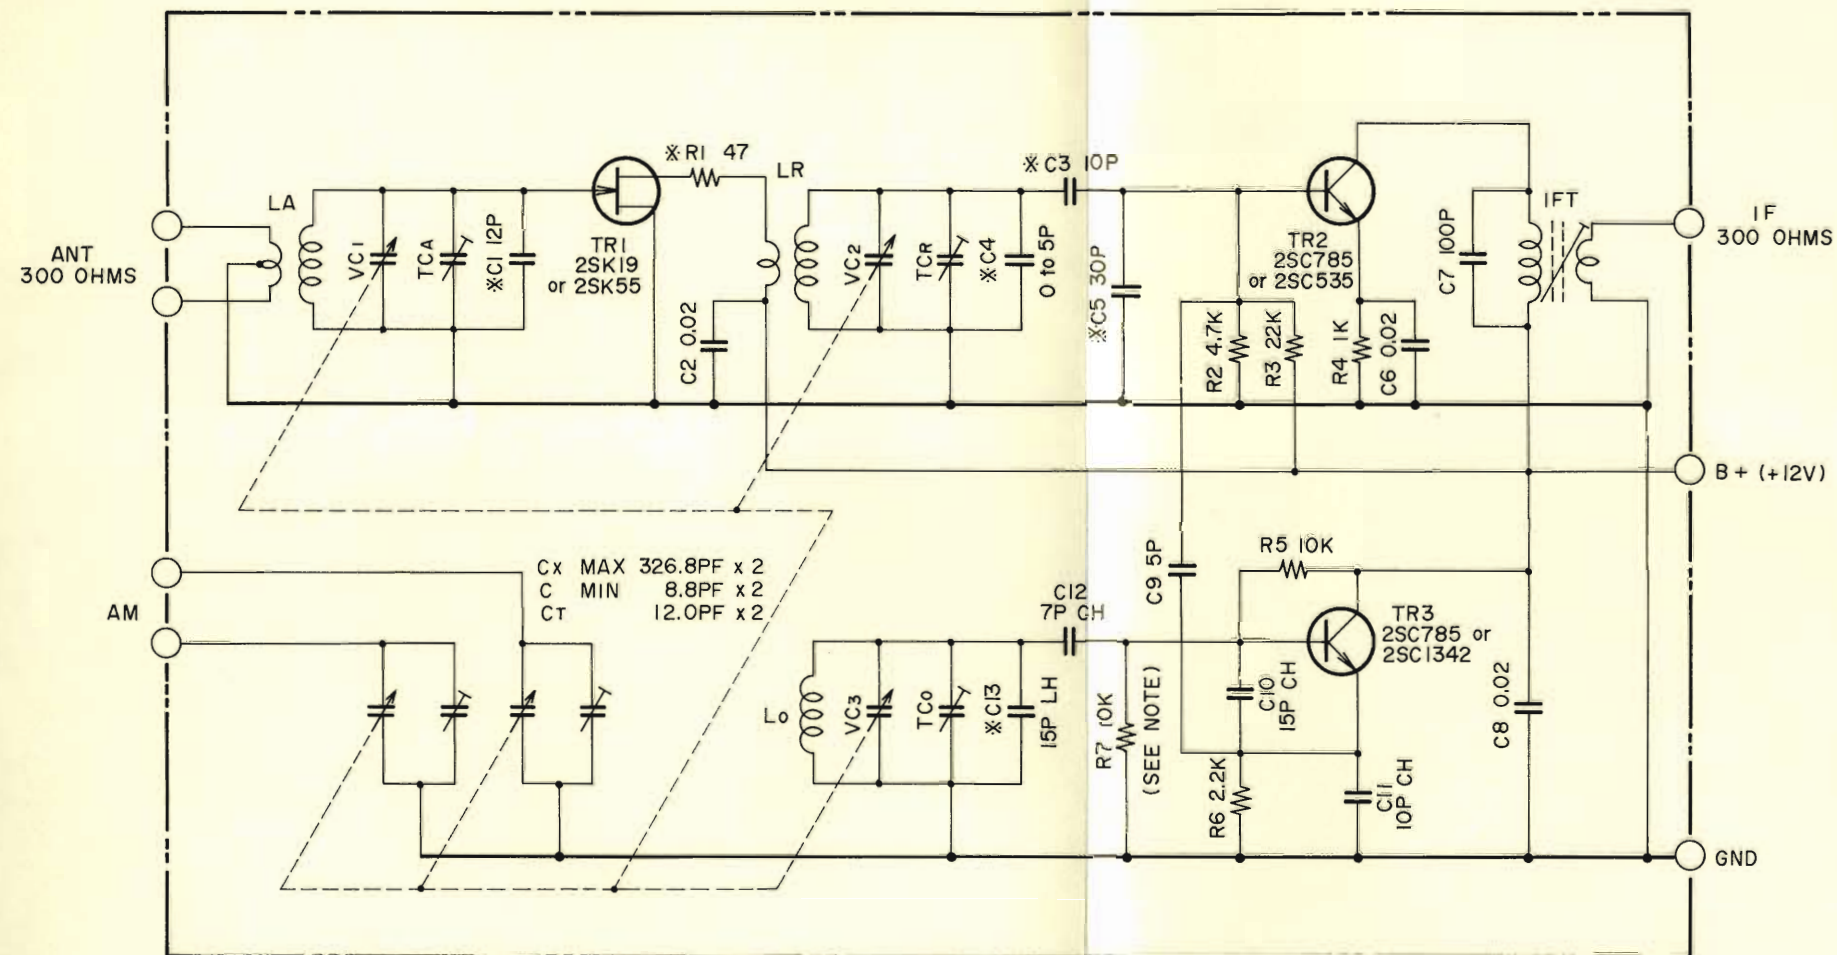 ANT
300 OHMS
LA
VC1
TCA
※C1 12P
TR1
2SK19
or 2SK55
※R1 47
LR
C2 0.02
VC2
TCR
※C4
0 to 5P
※C3 10P
※C5 30P
TR2
2SC785
or 2SC535
R2 4.7K
R3 22K
R4 1K
C6 0.02
C7 100P
IFT
IF
300 OHMS
B+ (+12V)
AM
CX MAX 326.8PF x 2
C MIN 8.8PF x 2
CT 12.0PF x 2
LO
VC3
TCO
※C13
15P LH
C12
7P CH
R7 10K
(SEE NOTE)
C9 5P
R5 10K
C10
15P CH
R6 2.2K
TR3
2SC785 or
2SC1342
C11
10P CH
C8 0.02
GND